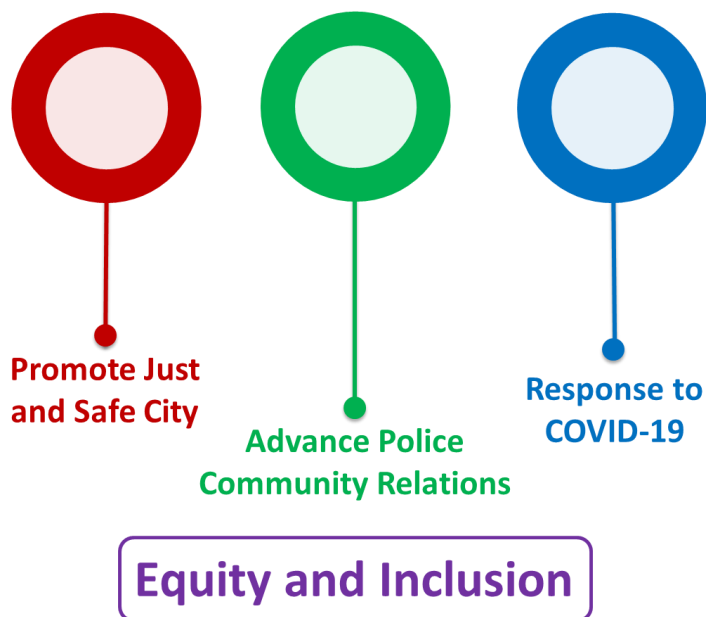 Promote Just
and Safe City
Advance Police
Community Relations
Response to
COVID-19
Equity and Inclusion